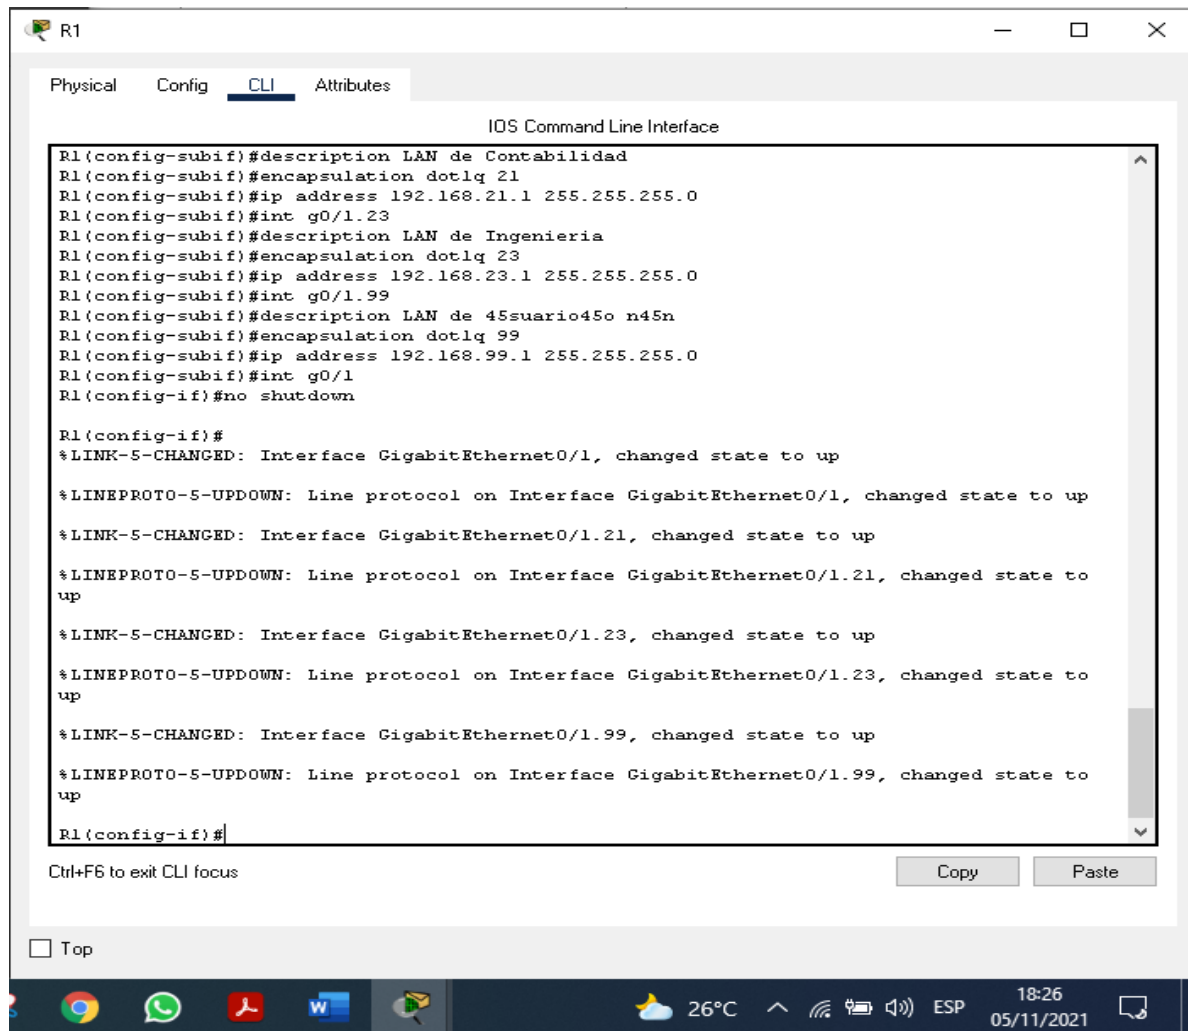 R1
Physical Config CLI Attributes
IOS Command Line Interface
R1(config-subif)#description LAN de Contabilidad
R1(config-subif)#encapsulation dot1q 21
R1(config-subif)#ip address 192.168.21.1 255.255.255.0
R1(config-subif)#int g0/1.23
R1(config-subif)#description LAN de Ingenieria
R1(config-subif)#encapsulation dot1q 23
R1(config-subif)#ip address 192.168.23.1 255.255.255.0
R1(config-subif)#int g0/1.99
R1(config-subif)#description LAN de 45suario45o n45n
R1(config-subif)#encapsulation dot1q 99
R1(config-subif)#ip address 192.168.99.1 255.255.255.0
R1(config-subif)#int g0/1
R1(config-if)#no shutdown
R1(config-if)#
%LINK-5-CHANGED: Interface GigabitEthernet0/1, changed state to up
%LINEPROTO-5-UPDOWN: Line protocol on Interface GigabitEthernet0/1, changed state to up
%LINK-5-CHANGED: Interface GigabitEthernet0/1.21, changed state to up
%LINEPROTO-5-UPDOWN: Line protocol on Interface GigabitEthernet0/1.21, changed state to
up
%LINK-5-CHANGED: Interface GigabitEthernet0/1.23, changed state to up
%LINEPROTO-5-UPDOWN: Line protocol on Interface GigabitEthernet0/1.23, changed state to
up
%LINK-5-CHANGED: Interface GigabitEthernet0/1.99, changed state to up
%LINEPROTO-5-UPDOWN: Line protocol on Interface GigabitEthernet0/1.99, changed state to
up
R1(config-if)#
Ctrl+F6 to exit CLI focus Copy Paste
Top
W 26°C ESP 18:26
05/11/2021